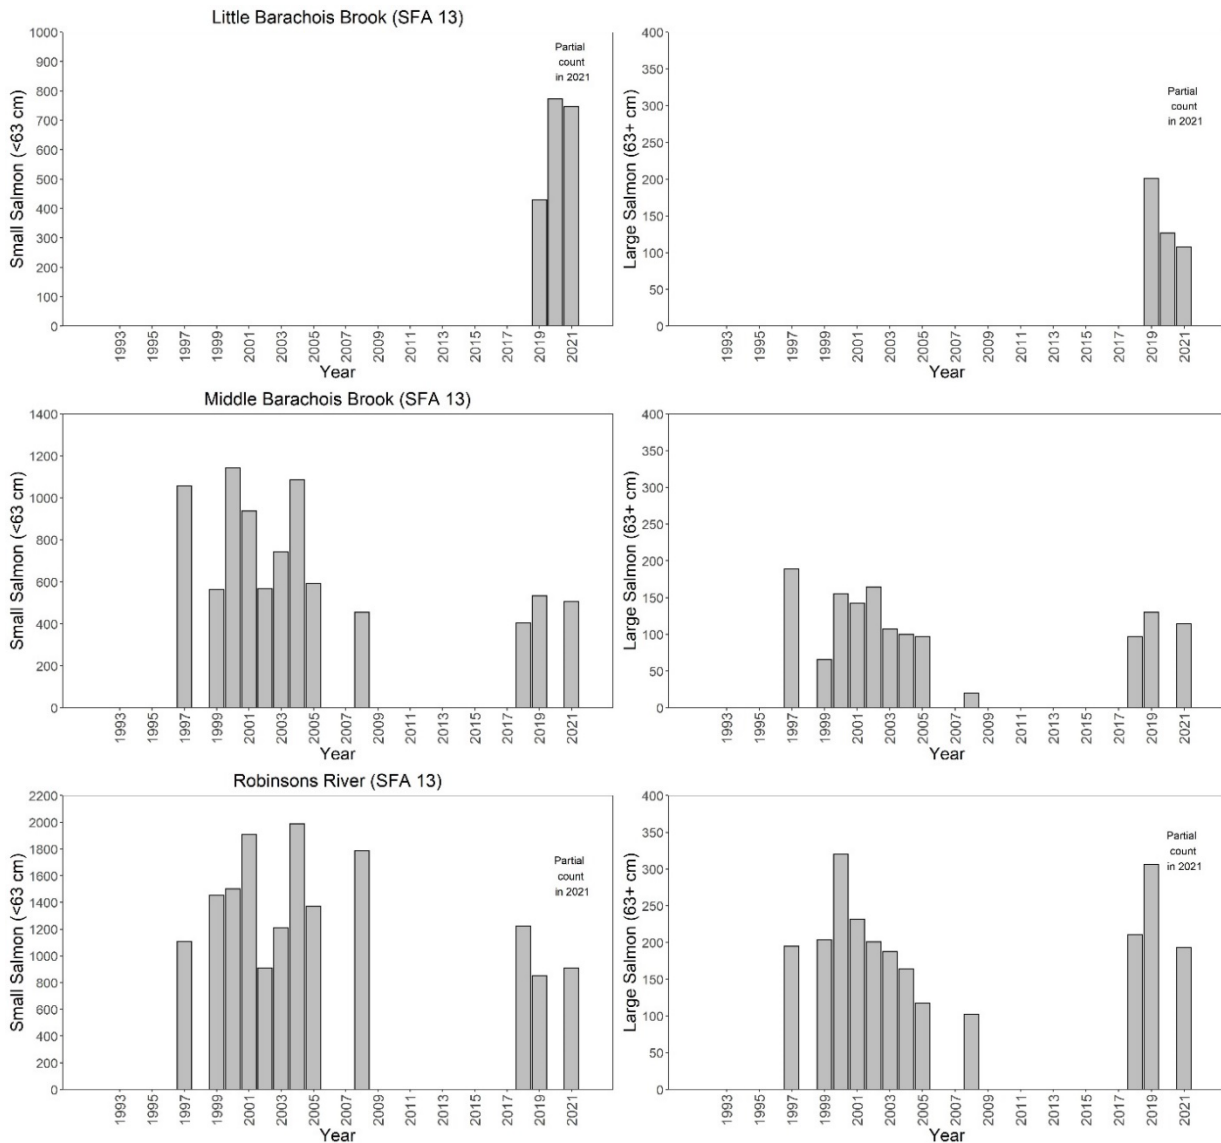 Little Barachois Brook (SFA 13)
Small Salmon (<63 cm)
1000
900
800
700
600
500
400
300
200
100
0
Partial
count
in 2021
1993 1995 1997 1999 2001 2003 2005 2007 2009 2011 2013 2015 2017 2019 2021
Year
Large Salmon (63+ cm)
400
350
300
250
200
150
100
50
0
Partial
count
in 2021
1993 1995 1997 1999 2001 2003 2005 2007 2009 2011 2013 2015 2017 2019 2021
Year
Middle Barachois Brook (SFA 13)
Small Salmon (<63 cm)
1400
1200
1000
800
600
400
200
0
1993 1995 1997 1999 2001 2003 2005 2007 2009 2011 2013 2015 2017 2019 2021
Year
Large Salmon (63+ cm)
400
350
300
250
200
150
100
50
0
1993 1995 1997 1999 2001 2003 2005 2007 2009 2011 2013 2015 2017 2019 2021
Year
Robinsons River (SFA 13)
Small Salmon (<63 cm)
2200
2000
1800
1600
1400
1200
1000
800
600
400
200
0
Partial
count
in 2021
1993 1995 1997 1999 2001 2003 2005 2007 2009 2011 2013 2015 2017 2019 2021
Year
Large Salmon (63+ cm)
400
350
300
250
200
150
100
50
0
Partial
count
in 2021
1993 1995 1997 1999 2001 2003 2005 2007 2009 2011 2013 2015 2017 2019 2021
Year